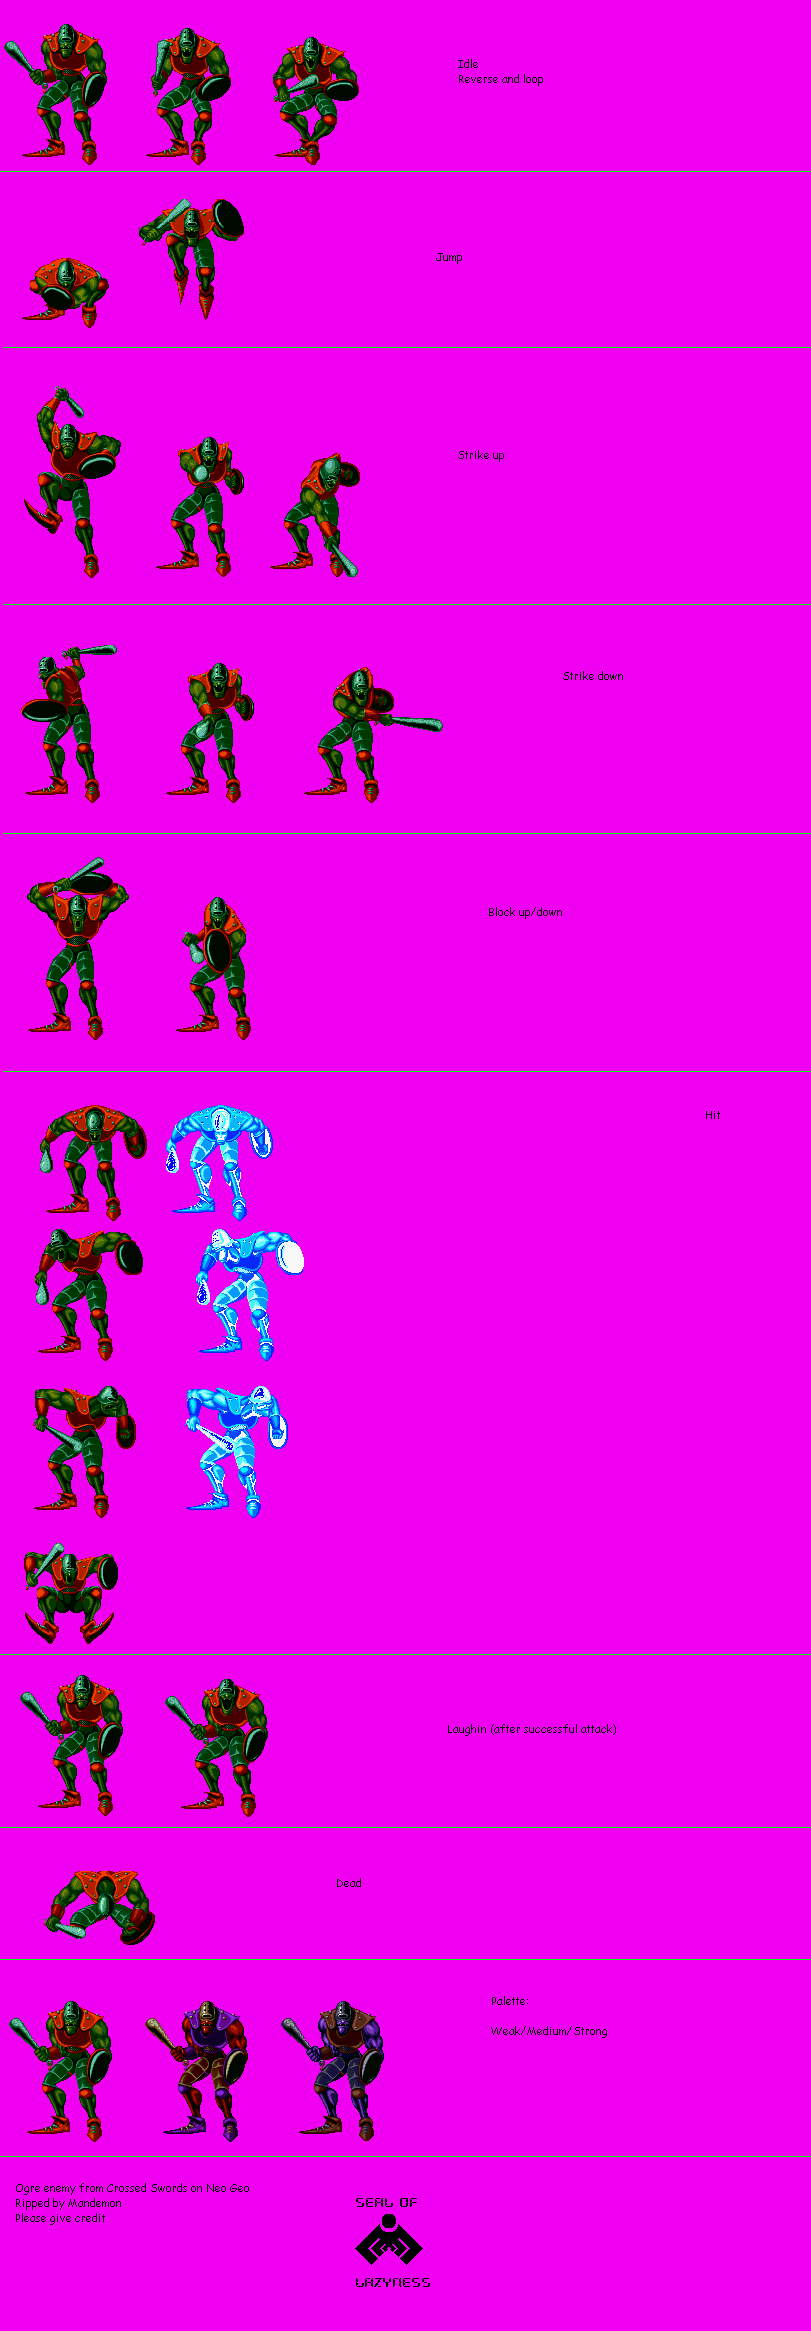 Idle
Reverse and loop
Jump
Strike up
Strike down
Block up/down
Hit
Laughin (after successful attack)
Dead
Palette:
Weak/Medium/Strong
Ogre enemy from Crossed Swords on Neo Geo
Ripped by Mandemon
Please give credit
SEAL OF
LAZYNESS